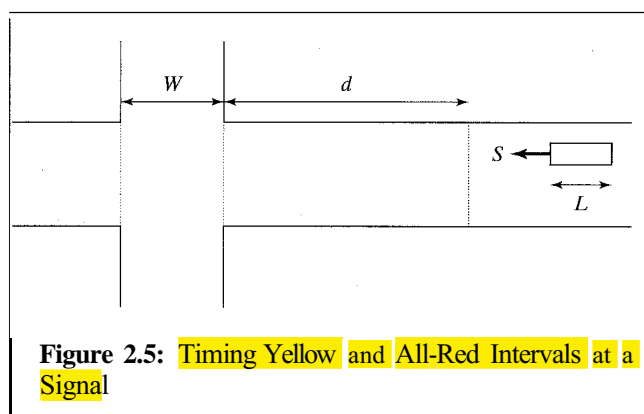 W
d
S
L
Figure 2.5: Timing Yellow and All-Red Intervals at a
Signal